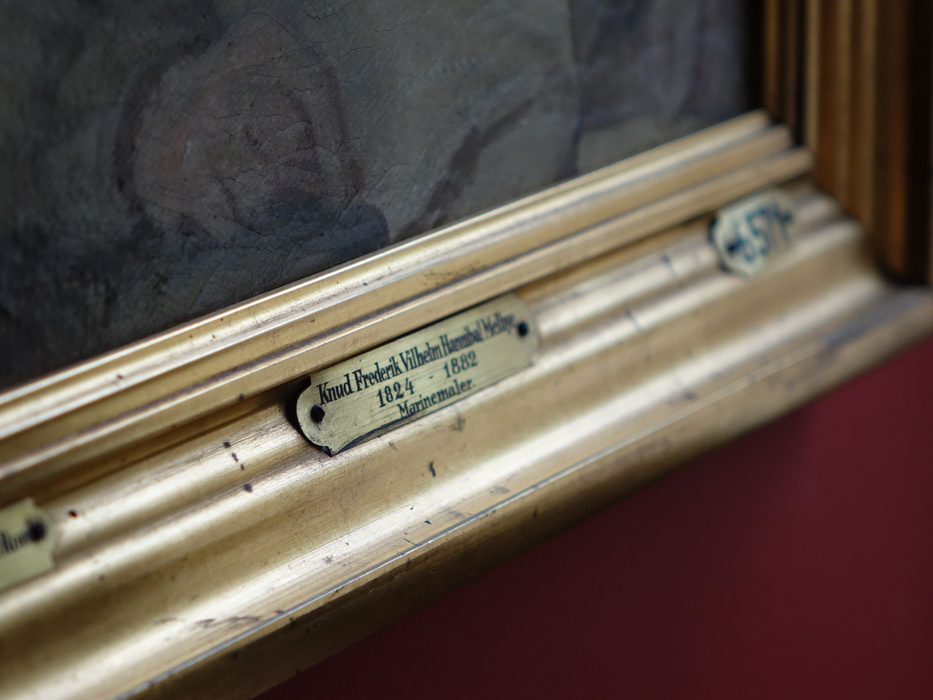 Knud Frederik Vilhelm Hannibal Melbye
1824 - 1882
Marinemaler